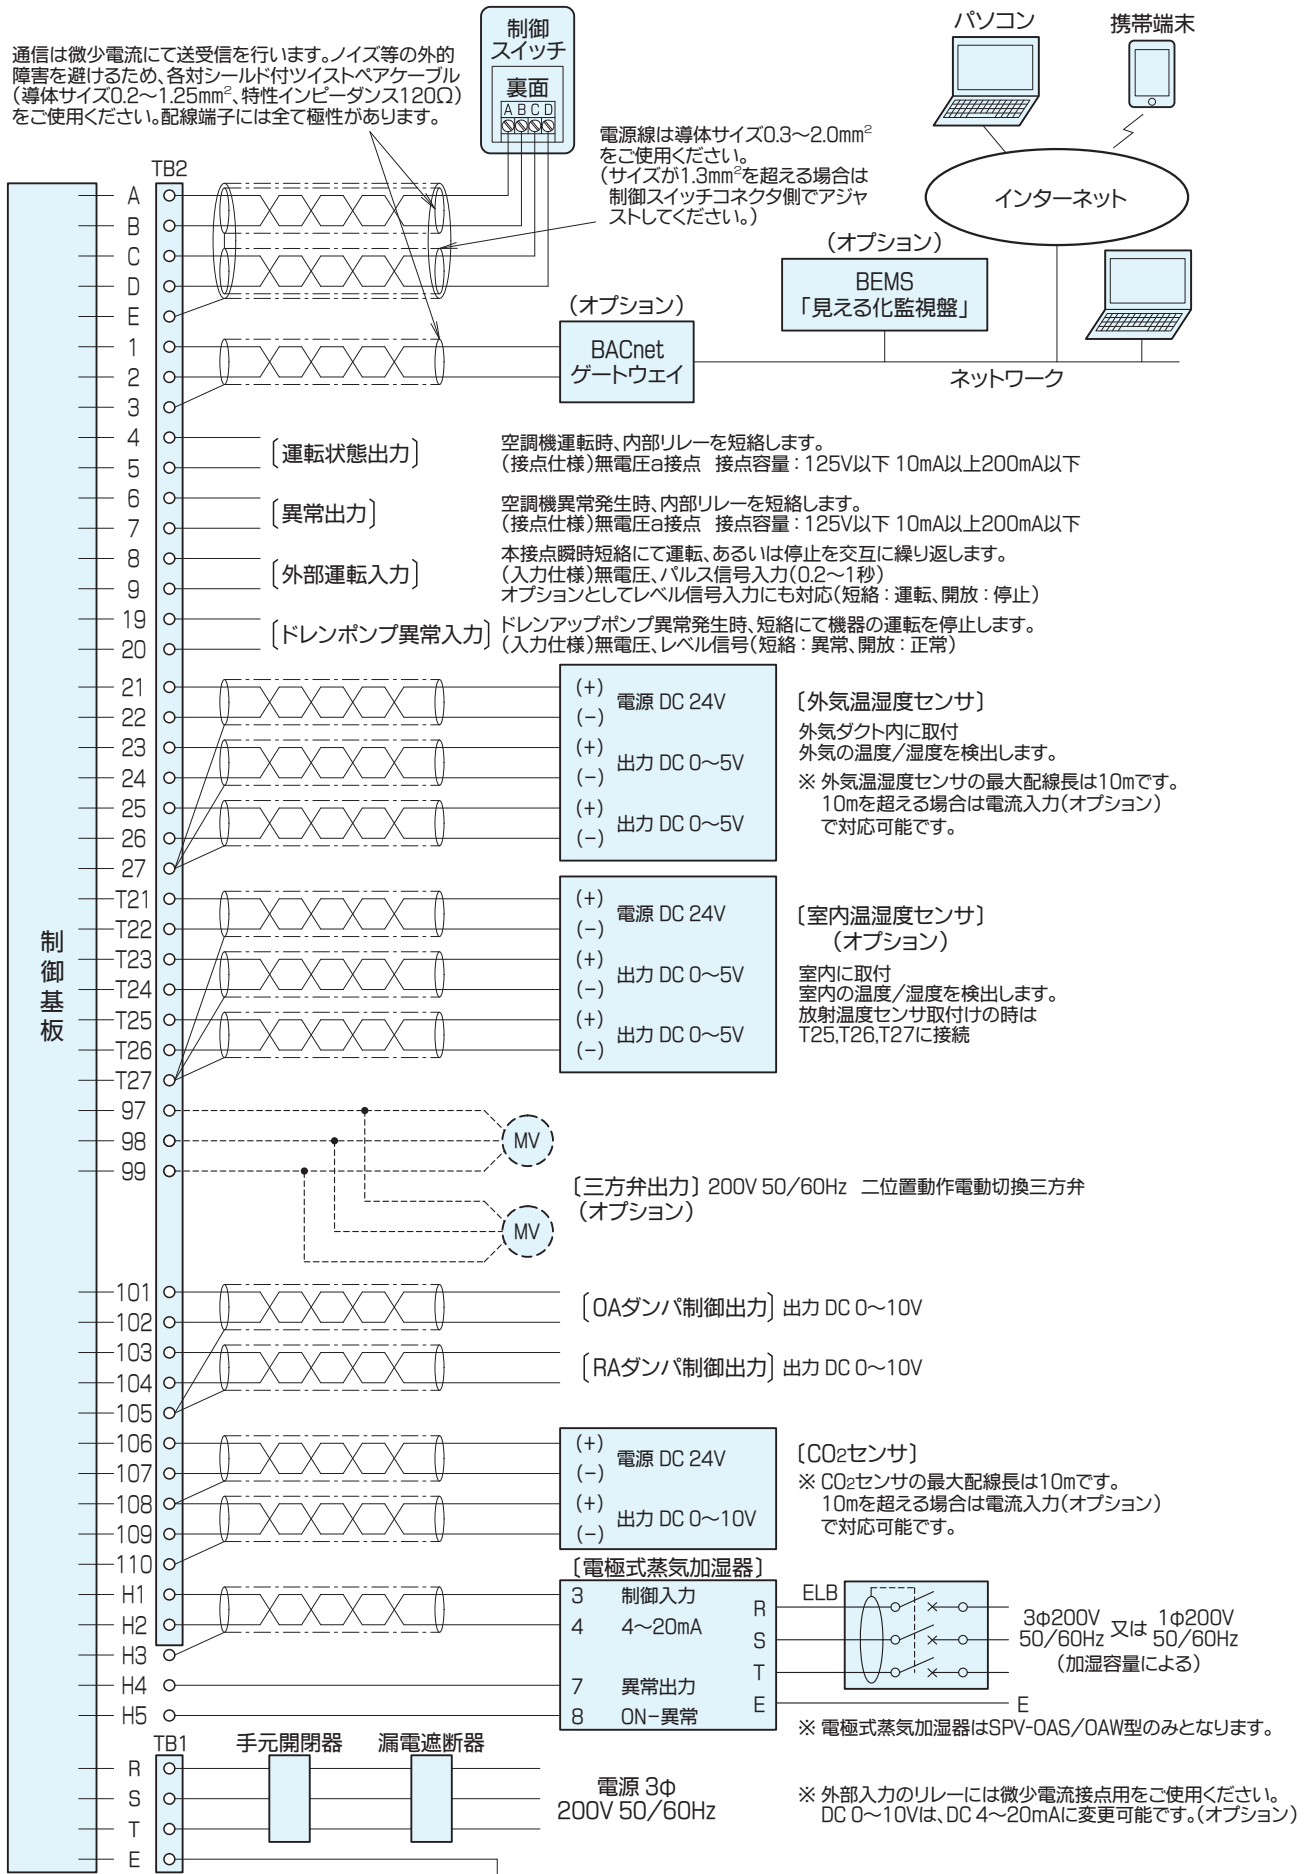 通信は微少電流にて送受信を行います。ノイズ等の外的
障害を避けるため、各対シールド付ツイストペアケーブル
(導体サイズ0.2～1.25mm²、特性インピーダンス120Ω)
をご使用ください。配線端子には全て極性があります。
制御
スイッチ
裏面
A B C D
電源線は導体サイズ0.3～2.0mm²
をご使用ください。
(サイズが1.3mm²を超える場合は
制御スイッチコネクタ側でアジャ
ストしてください。)
パソコン
携帯端末
インターネット
(オプション)
BEMS
「見える化監視盤」
(オプション)
BACnet
ゲートウェイ
ネットワーク
制御基板
TB2
A
B
C
D
E
1
2
3
4
5
〔運転状態出力〕
空調機運転時、内部リレーを短絡します。
(接点仕様)無電圧a接点 接点容量：125V以下 10mA以上200mA以下
6
7
〔異常出力〕
空調機異常発生時、内部リレーを短絡します。
(接点仕様)無電圧a接点 接点容量：125V以下 10mA以上200mA以下
8
9
〔外部運転入力〕
本接点瞬時短絡にて運転、あるいは停止を交互に繰り返します。
(入力仕様)無電圧、パルス信号入力(0.2～1秒)
オプションとしてレベル信号入力にも対応(短絡：運転、開放：停止)
19
20
〔ドレンポンプ異常入力〕
ドレンアップポンプ異常発生時、短絡にて機器の運転を停止します。
(入力仕様)無電圧、レベル信号(短絡：異常、開放：正常)
21
22
23
24
25
26
27
(+)
電源 DC 24V
(−)
(+)
出力 DC 0～5V
(−)
(+)
出力 DC 0～5V
(−)
〔外気温湿度センサ〕
外気ダクト内に取付
外気の温度/湿度を検出します。
※ 外気温湿度センサの最大配線長は10mです。
10mを超える場合は電流入力(オプション)
で対応可能です。
T21
T22
T23
T24
T25
T26
T27
(+)
電源 DC 24V
(−)
(+)
出力 DC 0～5V
(−)
(+)
出力 DC 0～5V
(−)
〔室内温湿度センサ〕
(オプション)
室内に取付
室内の温度/湿度を検出します。
放射温度センサ取付けの時は
T25,T26,T27に接続
97
98
99
MV
MV
〔三方弁出力〕 200V 50/60Hz 二位置動作電動切換三方弁
(オプション)
101
102
〔OAダンパ制御出力〕 出力 DC 0～10V
103
104
105
〔RAダンパ制御出力〕 出力 DC 0～10V
106
107
108
109
110
(+)
電源 DC 24V
(−)
(+)
出力 DC 0～10V
(−)
〔CO₂センサ〕
※ CO₂センサの最大配線長は10mです。
10mを超える場合は電流入力(オプション)
で対応可能です。
H1
H2
H3
H4
H5
〔電極式蒸気加湿器〕
3 制御入力
4 4～20mA
7 異常出力
8 ON−異常
R
S
T
E
ELB
3Φ200V
50/60Hz
又は
1Φ200V
50/60Hz
(加湿容量による)
E
※ 電極式蒸気加湿器はSPV-OAS/OAW型のみとなります。
TB1
手元開閉器
漏電遮断器
R
S
T
E
電源 3Φ
200V 50/60Hz
※ 外部入力のリレーには微少電流接点用をご使用ください。
DC 0～10Vは、DC 4～20mAに変更可能です。(オプション)